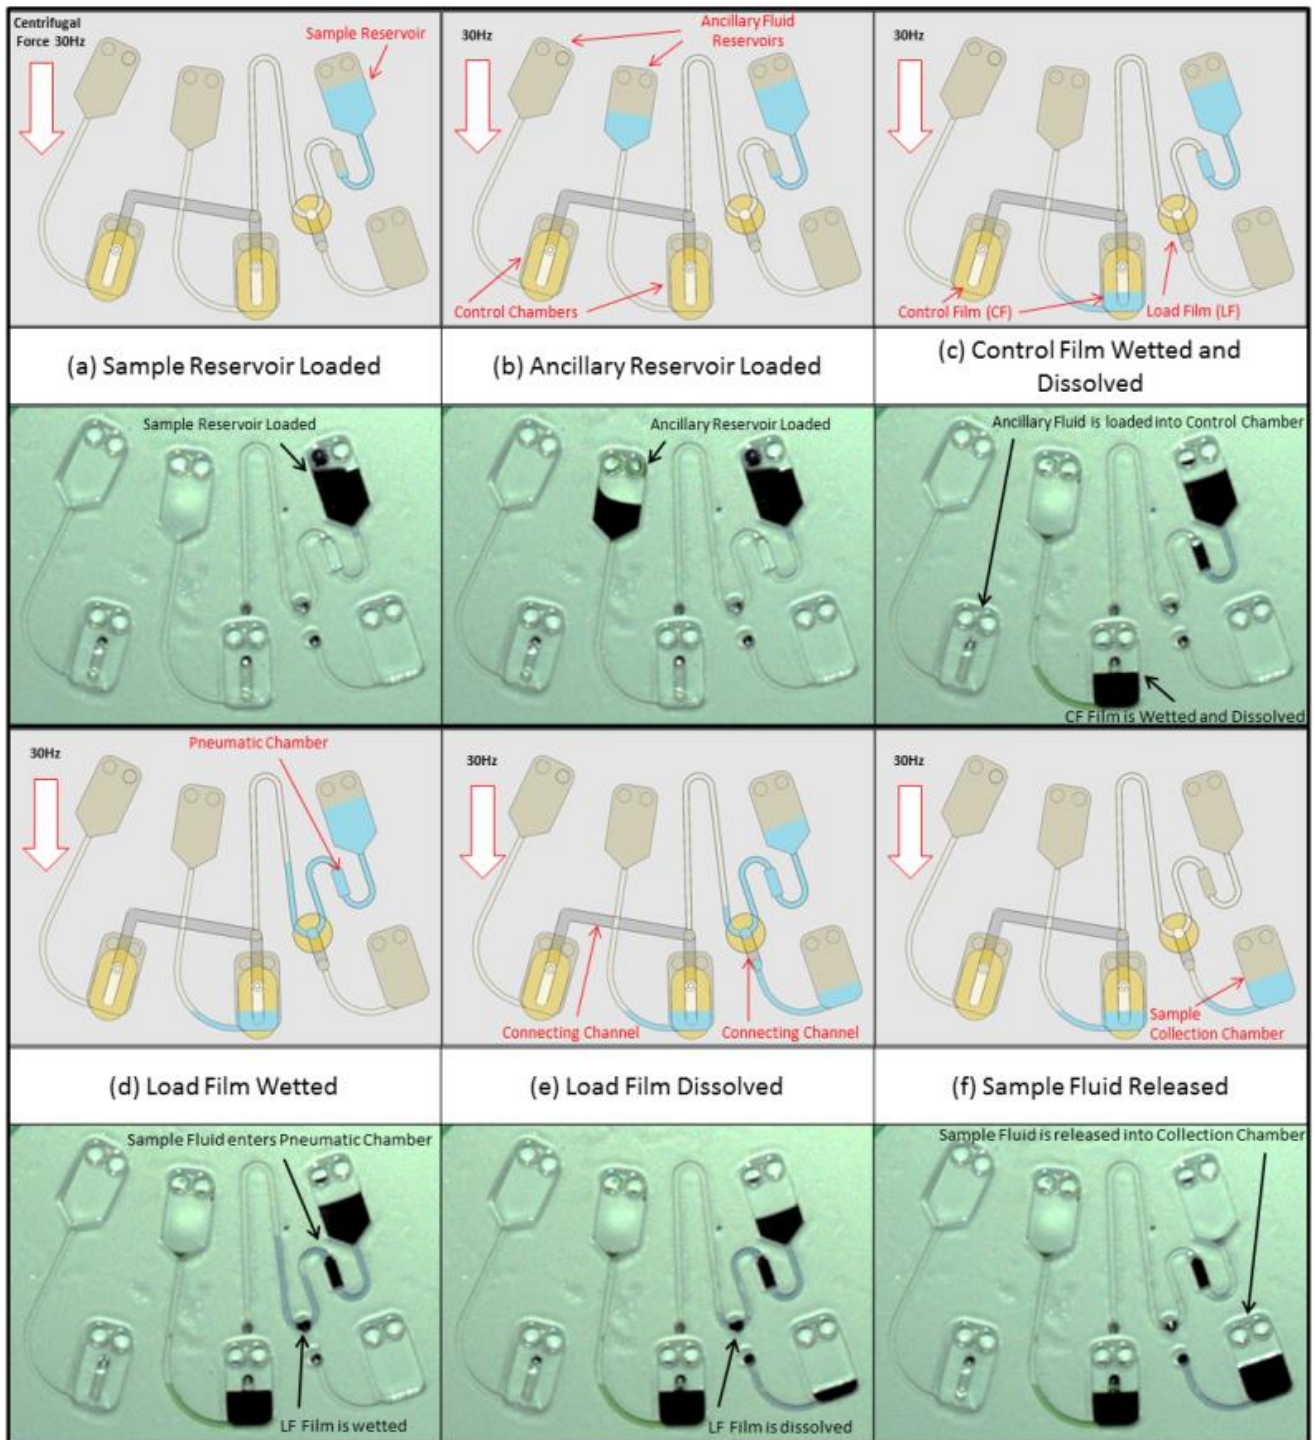 Centrifugal
Force 30Hz
Sample Reservoir
30Hz
Ancillary Fluid
Reservoirs
Control Chambers
30Hz
Control Film (CF)
Load Film (LF)
(a) Sample Reservoir Loaded
(b) Ancillary Reservoir Loaded
(c) Control Film Wetted and
Dissolved
Sample Reservoir Loaded
Ancillary Reservoir Loaded
Ancillary Fluid is loaded into Control Chamber
CF Film is Wetted and Dissolved
30Hz
Pneumatic Chamber
30Hz
Connecting Channel
Connecting Channel
30Hz
Sample
Collection Chamber
(d) Load Film Wetted
(e) Load Film Dissolved
(f) Sample Fluid Released
Sample Fluid enters Pneumatic Chamber
LF Film is wetted
LF Film is dissolved
Sample Fluid is released into Collection Chamber